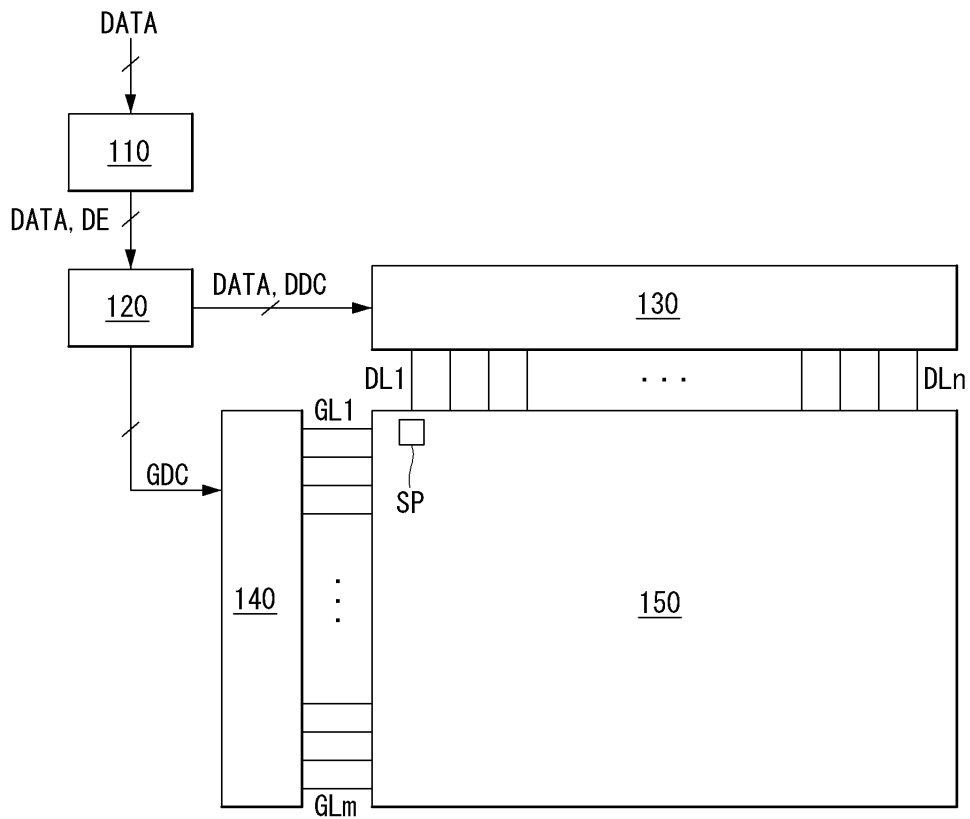 DATA
110
DATA, DE
120
DATA, DDC
130
DL1
· · ·
DLn
GL1
GDC
SP
140
150
GLm